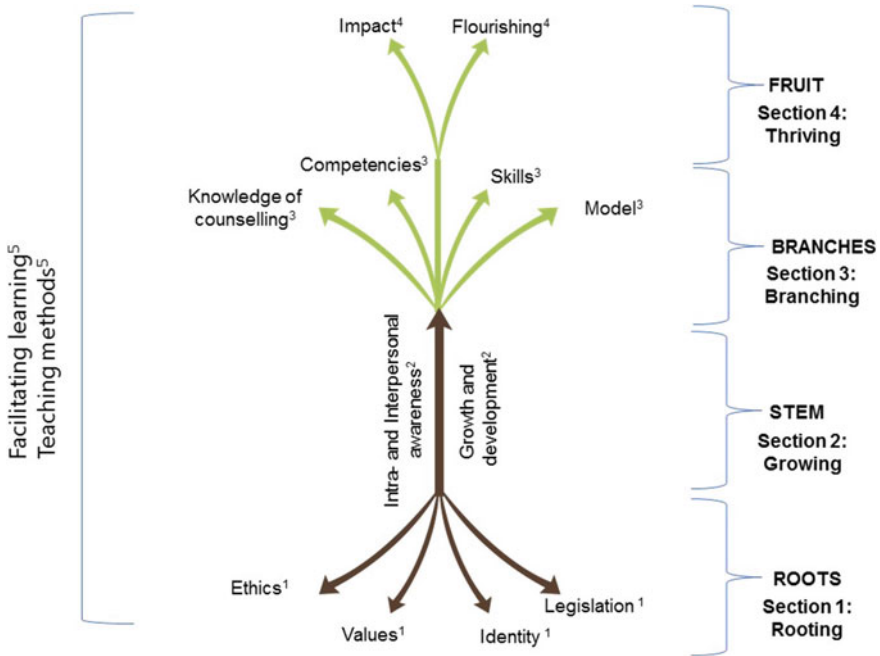 Impact⁴
Flourishing⁴
FRUIT
Section 4:
Thriving
Competencies³
Skills³
Knowledge of
counselling³
Model³
BRANCHES
Section 3:
Branching
Facilitating learning⁵
Teaching methods⁵
Intra- and Interpersonal
awareness²
Growth and
development²
STEM
Section 2:
Growing
Ethics¹
Values¹
Identity ¹
Legislation ¹
ROOTS
Section 1:
Rooting